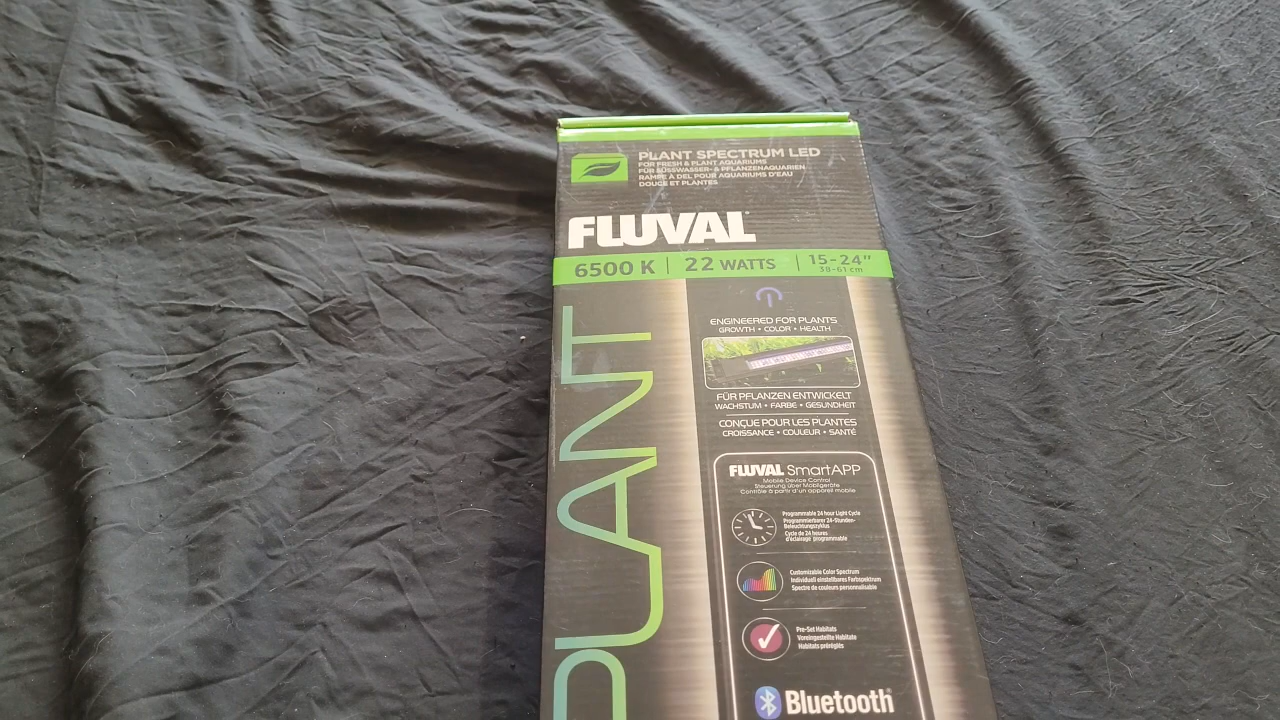 PLANT SPECTRUM LED
FOR FRESH & PLANT AQUARIUMS
FÜR SÜSSWASSER- & PFLANZENAQUARIEN
RAMPE À DEL POUR AQUARIUMS D'EAU
DOUCE ET PLANTES
FLUVAL
6500 K | 22 WATTS | 15-24"
38-61 cm
PLANT
ENGINEERED FOR PLANTS
GROWTH • COLOR • HEALTH
FÜR PFLANZEN ENTWICKELT
WACHSTUM • FARBE • GESUNDHEIT
CONÇUE POUR LES PLANTES
CROISSANCE • COULEUR • SANTÉ
FLUVAL SmartAPP
Mobile Device Control
Steuerung über Mobilgeräte
Contrôle à partir d'un appareil mobile
Programmable 24 hour Light Cycle
Programmierbarer 24-Stunden-
Beleuchtungszyklus
Cycle de 24 heures
d'éclairage programmable
Customizable Color Spectrum
Individuell einstellbares Farbspektrum
Spectre de couleurs personnalisable
Pre-Set Habitats
Voreingestellte Habitate
Habitats préréglés
Bluetooth®